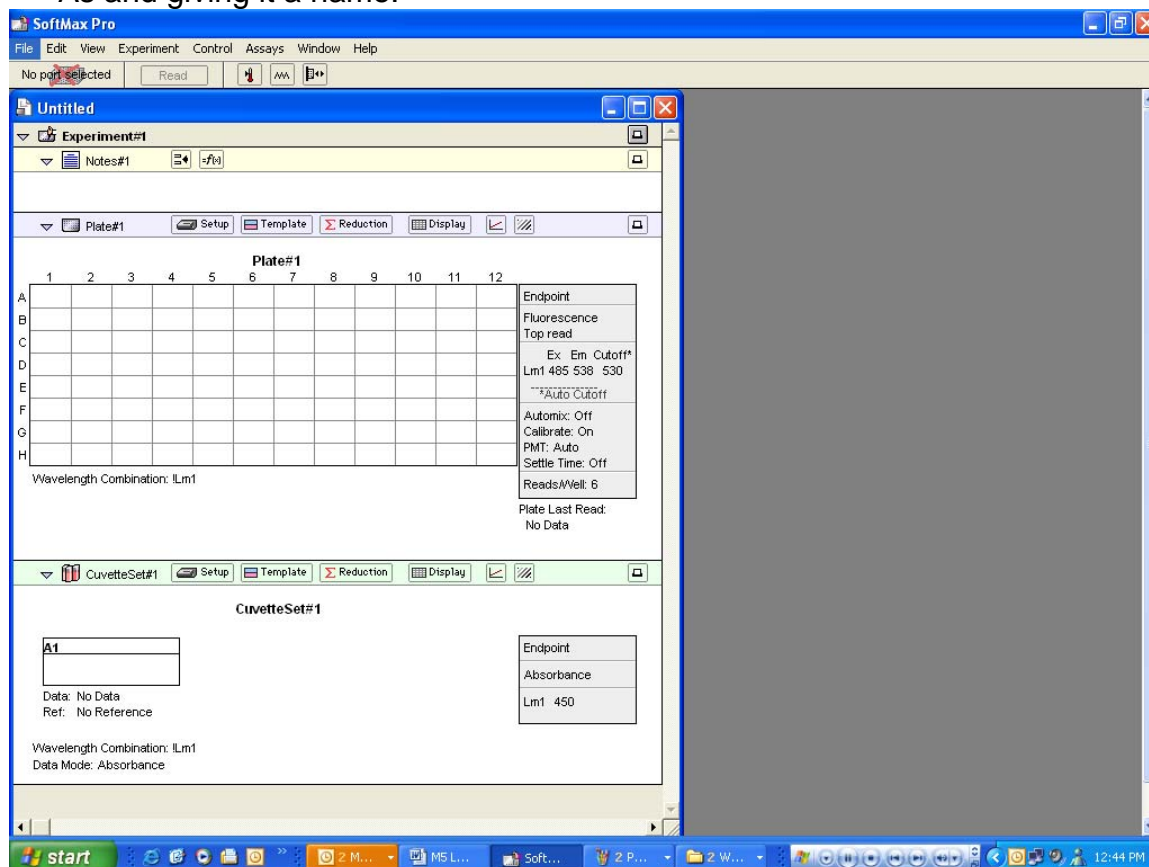 As and giving it a name.
SoftMax Pro
File Edit View Experiment Control Assays Window Help
No port selected Read
Untitled
Experiment#1
Notes#1 =f(x)
Plate#1 Setup Template Σ Reduction Display
Plate#1
1 2 3 4 5 6 7 8 9 10 11 12
A
B
C
D
E
F
G
H
Endpoint
Fluorescence
Top read
Ex Em Cutoff*
Lm1 485 538 530
*Auto Cutoff
Automix: Off
Calibrate: On
PMT: Auto
Settle Time: Off
Reads/Well: 6
Wavelength Combination: !Lm1
Plate Last Read:
No Data
CuvetteSet#1 Setup Template Σ Reduction Display
CuvetteSet#1
A1
Data: No Data
Ref: No Reference
Endpoint
Absorbance
Lm1 450
Wavelength Combination: !Lm1
Data Mode: Absorbance
start 2 M... M5 L... Soft... 2 P... 2 W... 12:44 PM